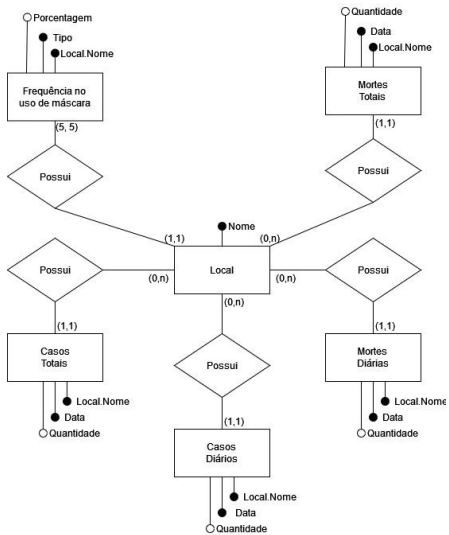 Porcentagem
Tipo
Local.Nome
Frequência no
uso de máscara
(5, 5)
Possui
(1,1)
Quantidade
Data
Local.Nome
Mortes
Totais
(1,1)
Possui
(0,n)
Nome
Local
(0,n)
(0,n)
(0,n)
Possui
(1,1)
Casos
Totais
Local.Nome
Data
Quantidade
Possui
(1,1)
Mortes
Diárias
Local.Nome
Data
Quantidade
Possui
(1,1)
Casos
Diários
Local.Nome
Data
Quantidade